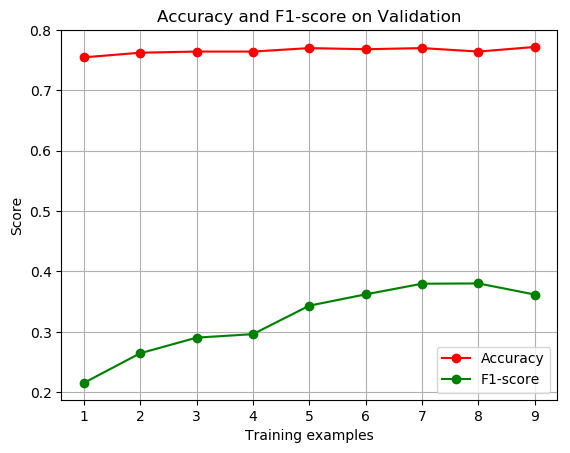 Accuracy and F1-score on Validation
0.8
0.7
0.6
0.5
0.4
0.3
0.2
Score
Accuracy
F1-score
1 2 3 4 5 6 7 8 9
Training examples